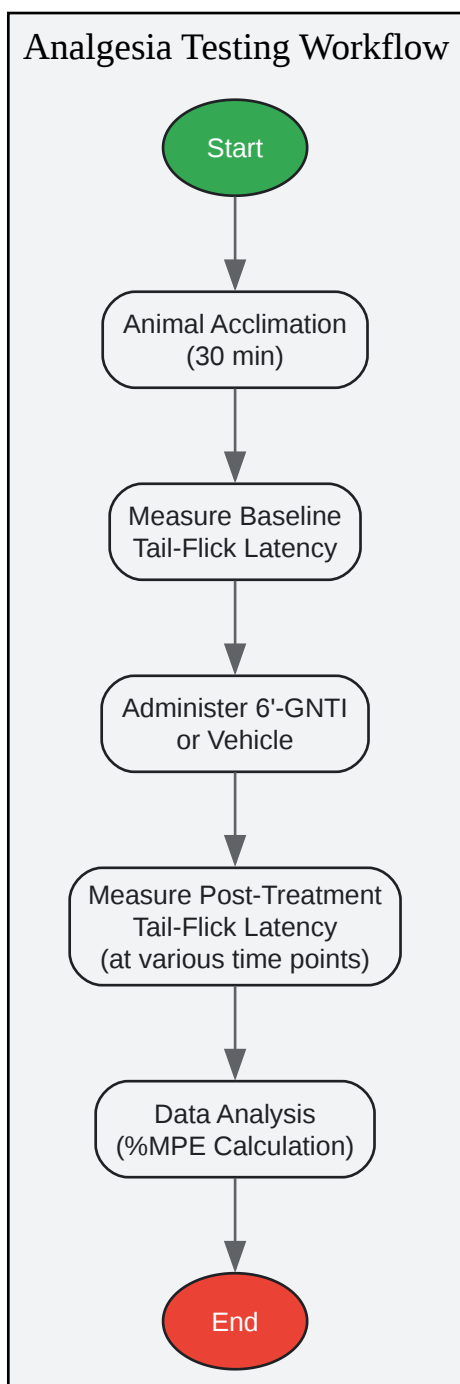 Analgesia Testing Workflow
Start
Animal Acclimation
(30 min)
Measure Baseline
Tail-Flick Latency
Administer 6'-GNTI
or Vehicle
Measure Post-Treatment
Tail-Flick Latency
(at various time points)
Data Analysis
(%MPE Calculation)
End